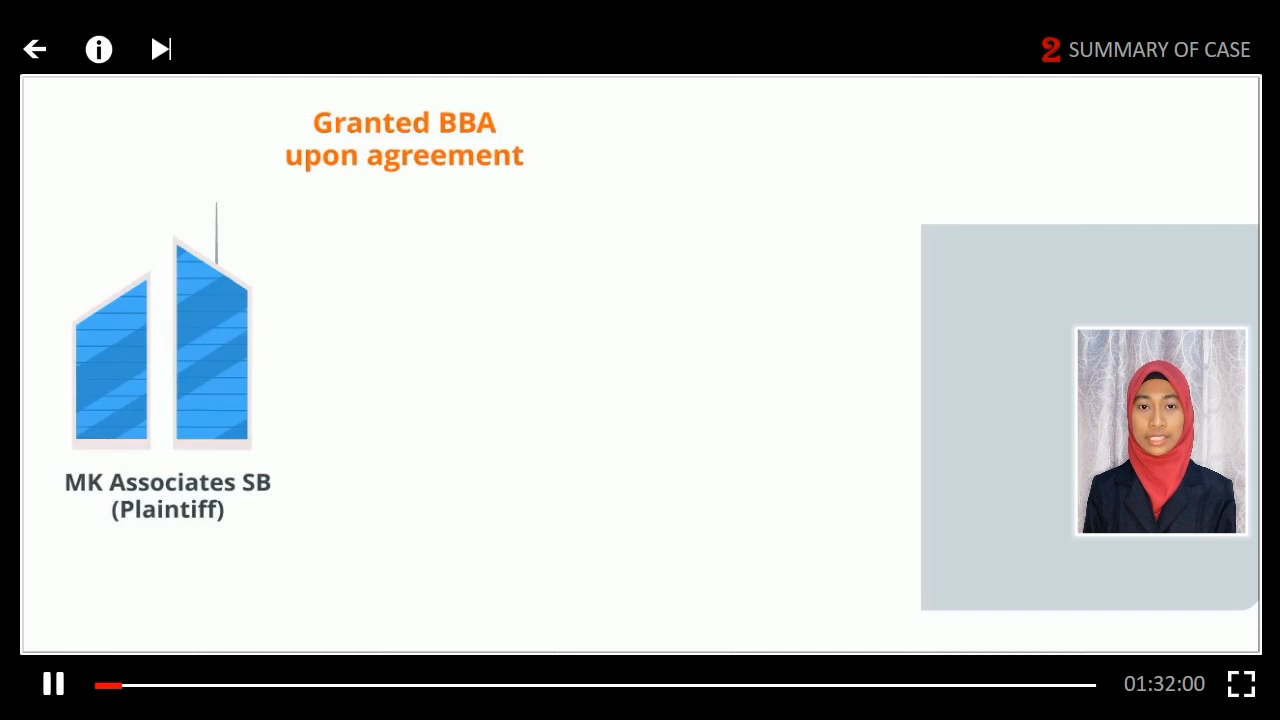 2 SUMMARY OF CASE
Granted BBA
upon agreement
MK Associates SB
(Plaintiff)
01:32:00